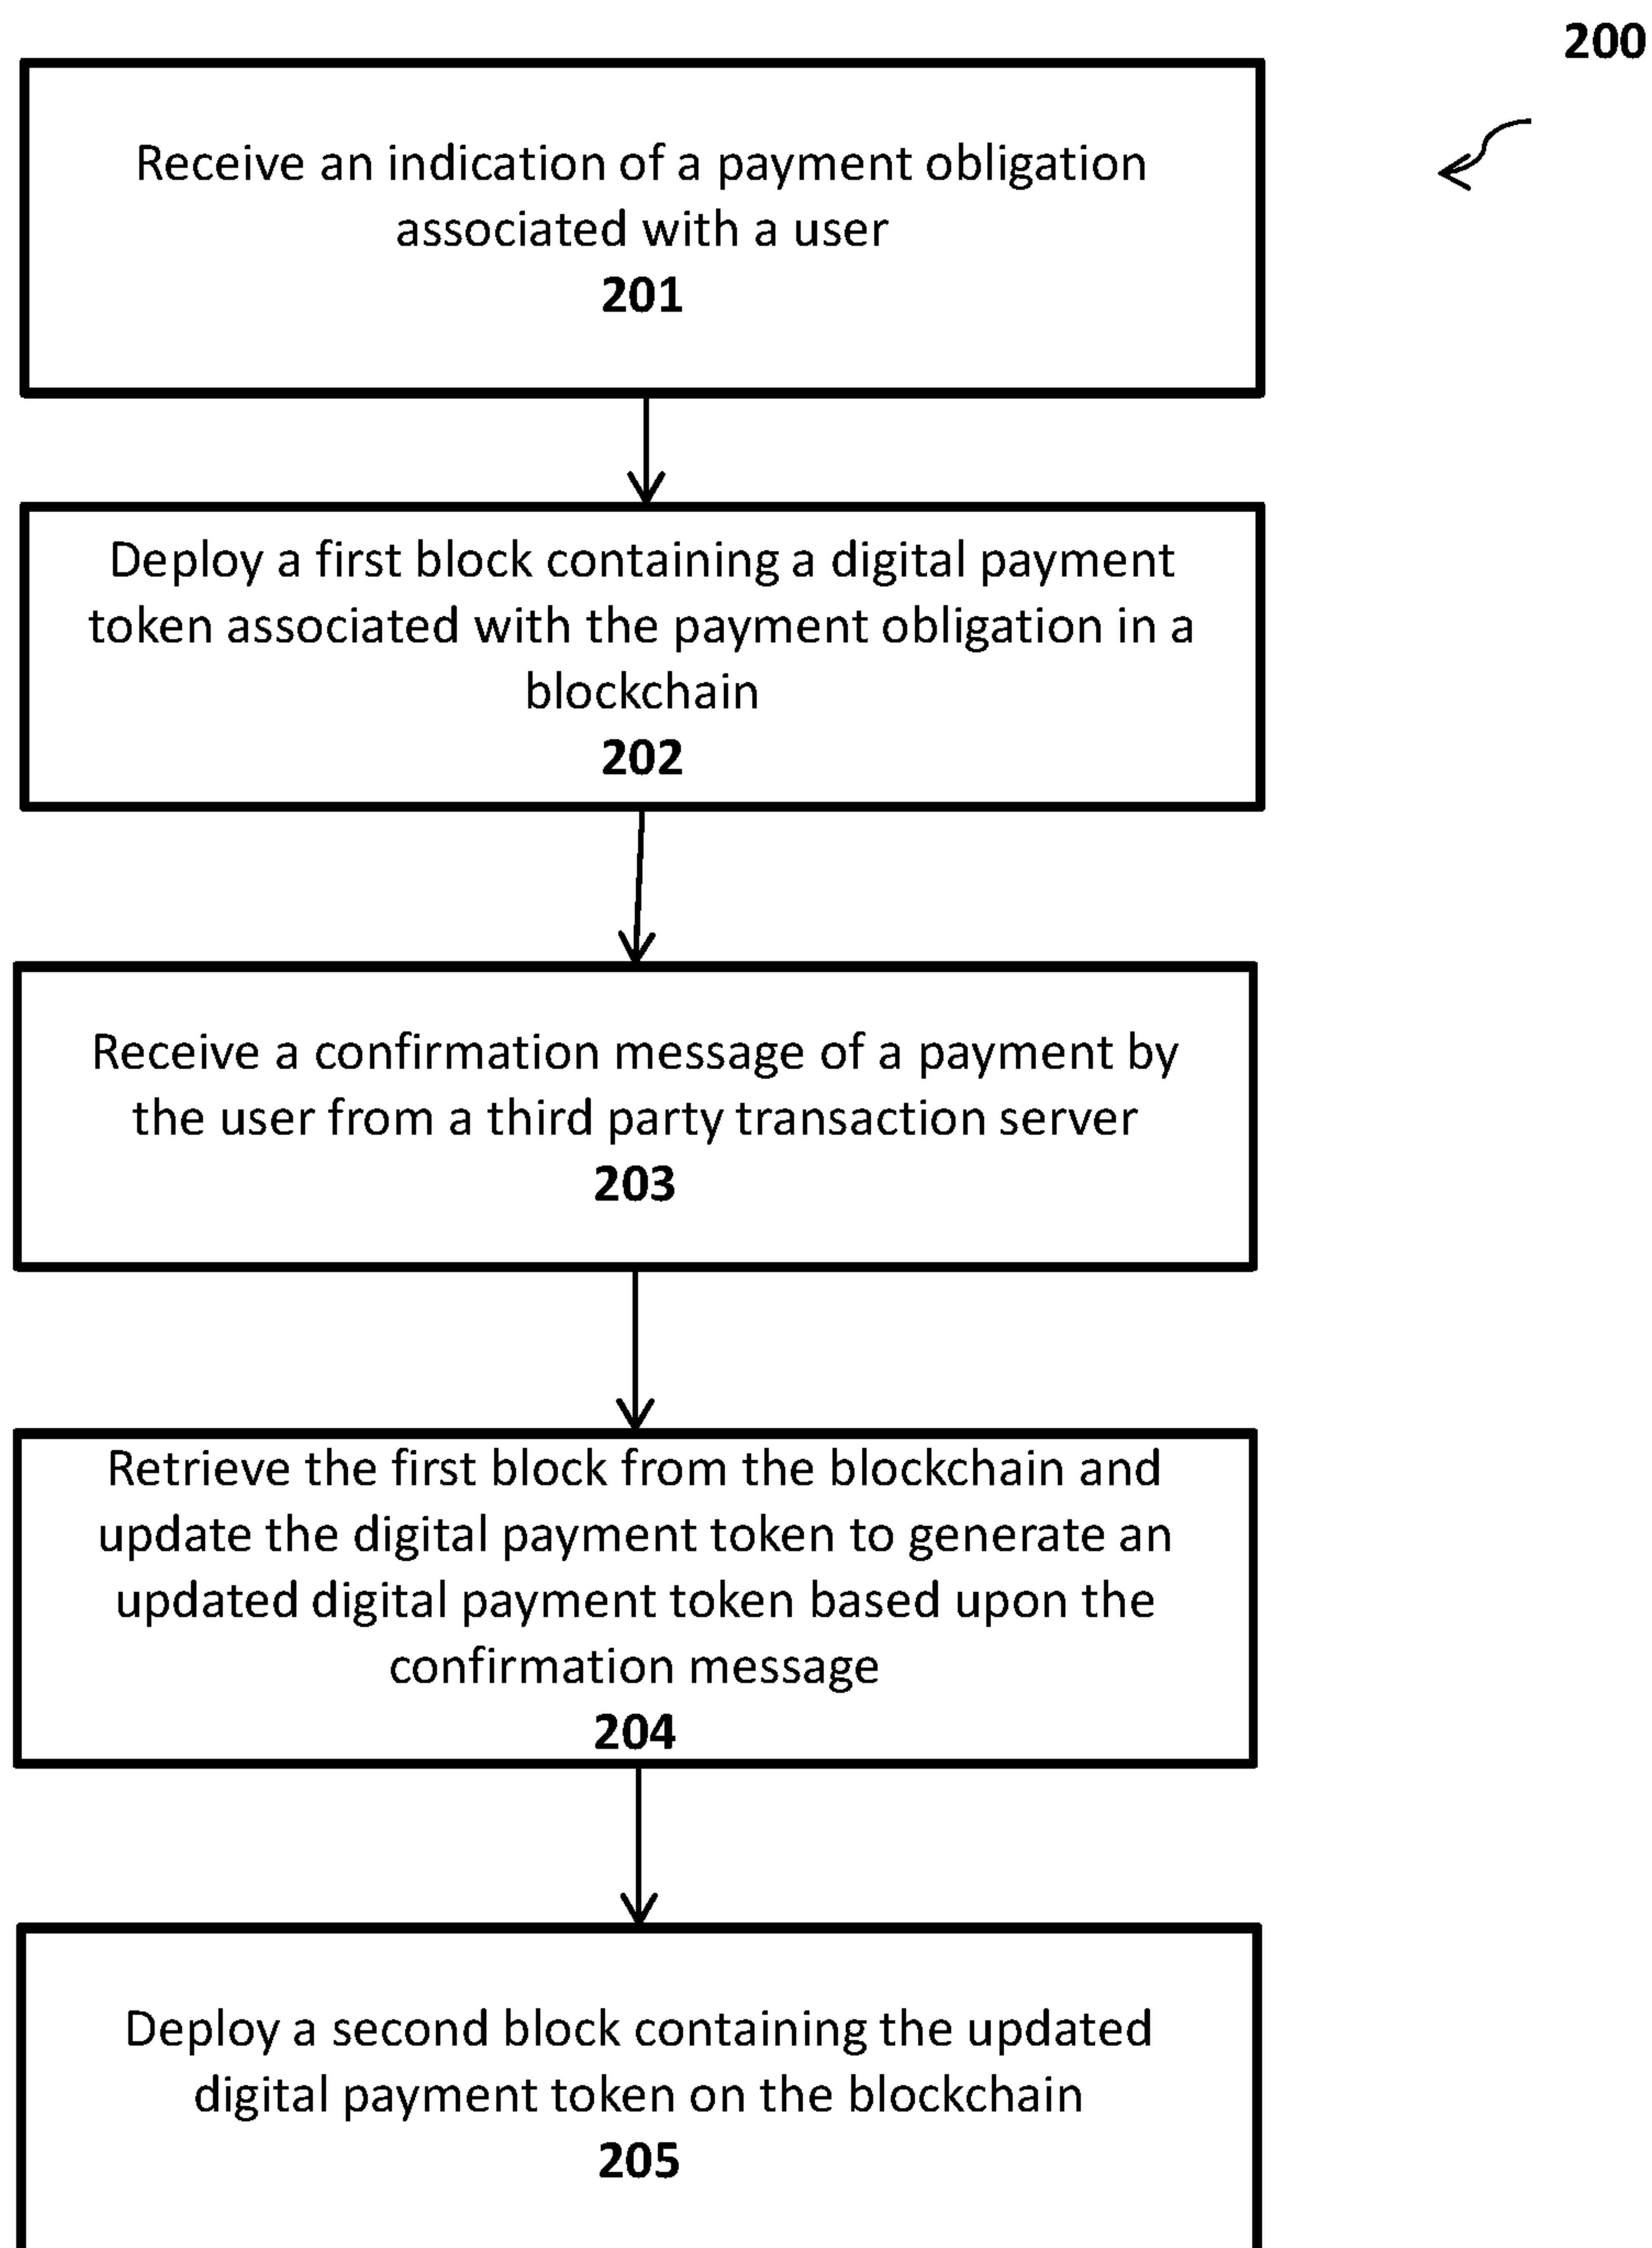 200
Receive an indication of a payment obligation
associated with a user
201
Deploy a first block containing a digital payment
token associated with the payment obligation in a
blockchain
202
Receive a confirmation message of a payment by
the user from a third party transaction server
203
Retrieve the first block from the blockchain and
update the digital payment token to generate an
updated digital payment token based upon the
confirmation message
204
Deploy a second block containing the updated
digital payment token on the blockchain
205